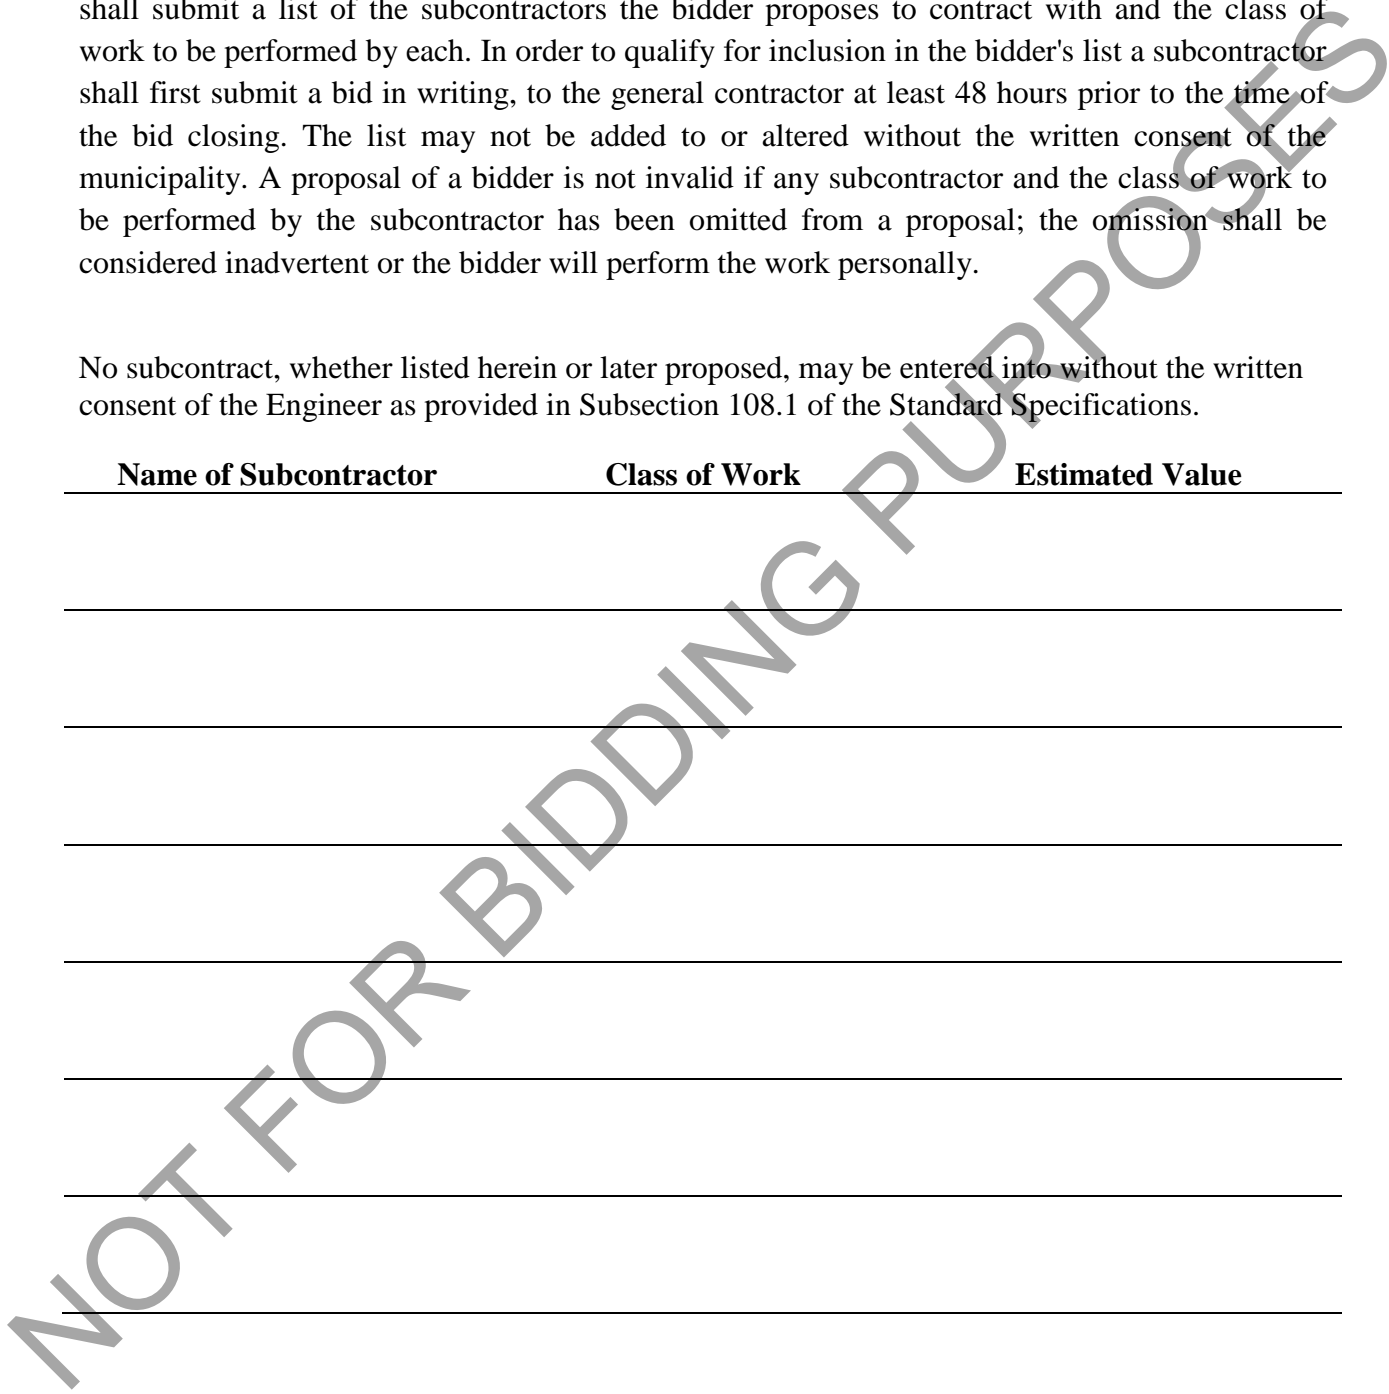 shall submit a list of the subcontractors the bidder proposes to contract with and the class of
work to be performed by each. In order to qualify for inclusion in the bidder's list a subcontractor
shall first submit a bid in writing, to the general contractor at least 48 hours prior to the time of
the bid closing. The list may not be added to or altered without the written consent of the
municipality. A proposal of a bidder is not invalid if any subcontractor and the class of work to
be performed by the subcontractor has been omitted from a proposal; the omission shall be
considered inadvertent or the bidder will perform the work personally.
No subcontract, whether listed herein or later proposed, may be entered into without the written
consent of the Engineer as provided in Subsection 108.1 of the Standard Specifications.
Name of Subcontractor Class of Work Estimated Value
NOT FOR BIDDING PURPOSES